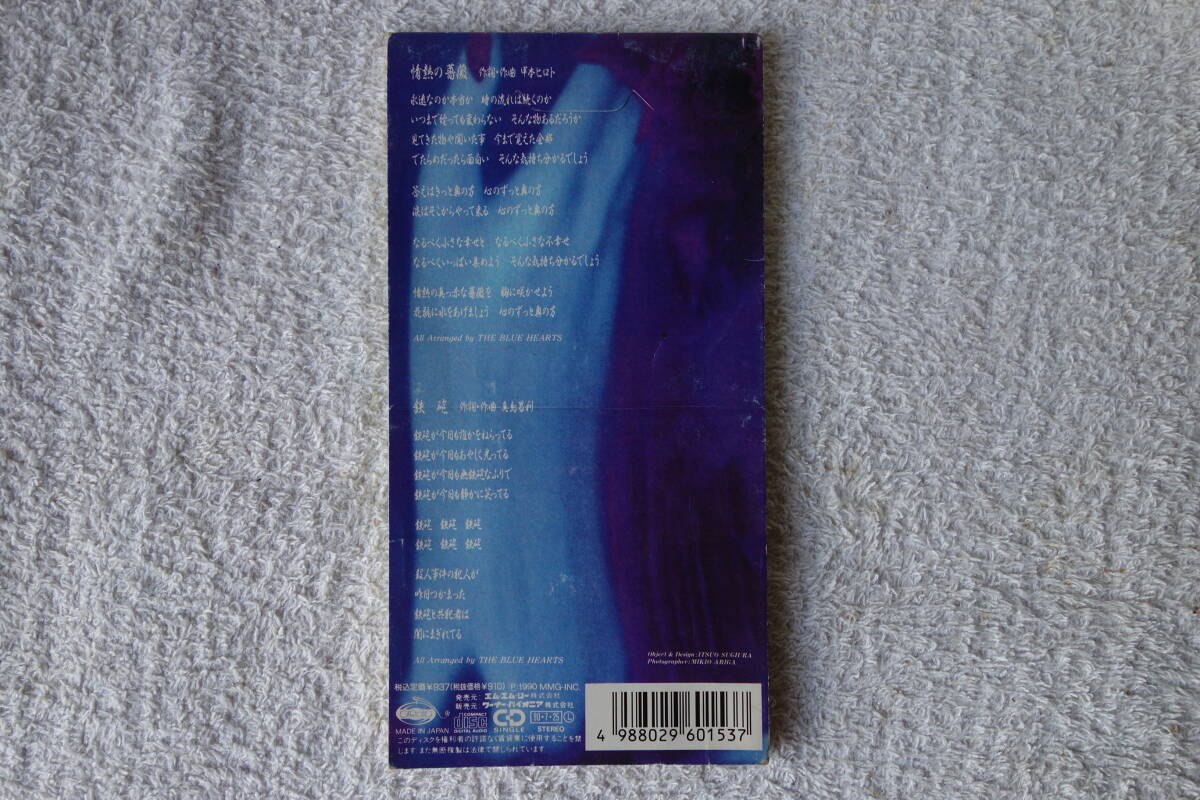 情熱の薔薇 作詞・作曲 甲本ヒロト
永遠なのか本当か 時の流れは続くのか
いつまで経っても変わらない そんな物あるだろうか
見てきた物や聞いた事 今まで覚えた全部
でたらめだったら面白い そんな気持ち分かるでしょう
答えはきっと奥の方 心のずっと奥の方
涙はそこからやって来る 心のずっと奥の方
なるべく小さな幸せと なるべく小さな不幸せ
なるべくいっぱい集めよう そんな気持ち分かるでしょう
情熱の真っ赤な薔薇を 胸に咲かせよう
花瓶に水をあげましょう 心のずっと奥の方
All Arranged by THE BLUE HEARTS
鉄砲 作詞・作曲 真島昌利
鉄砲が今日も誰かをねらってる
鉄砲が今日もあやしく光ってる
鉄砲が今日も無鉄砲なふりで
鉄砲が今日も静かに笑ってる
鉄砲 鉄砲 鉄砲
鉄砲 鉄砲 鉄砲
殺人事件の犯人が
昨日つかまった
鉄砲と共犯者は
闇にまぎれてる
All Arranged by THE BLUE HEARTS
Object & Design:ITSUO SUGIURA
Photographer:MIKIO ARIGA
税込定価¥937(税抜価格¥910) P-1990 MMG-INC.
発売元:エム・エム・ジー株式会社
販売元:ワーナー・パイオニア株式会社
COMPACT disc DIGITAL AUDIO CD SINGLE 90・7・25 L STEREO
MADE IN JAPAN
このディスクを権利者の許諾なく賃貸業に使用することを禁
じます また無断複製は法律で禁じられています
4 988029 601537